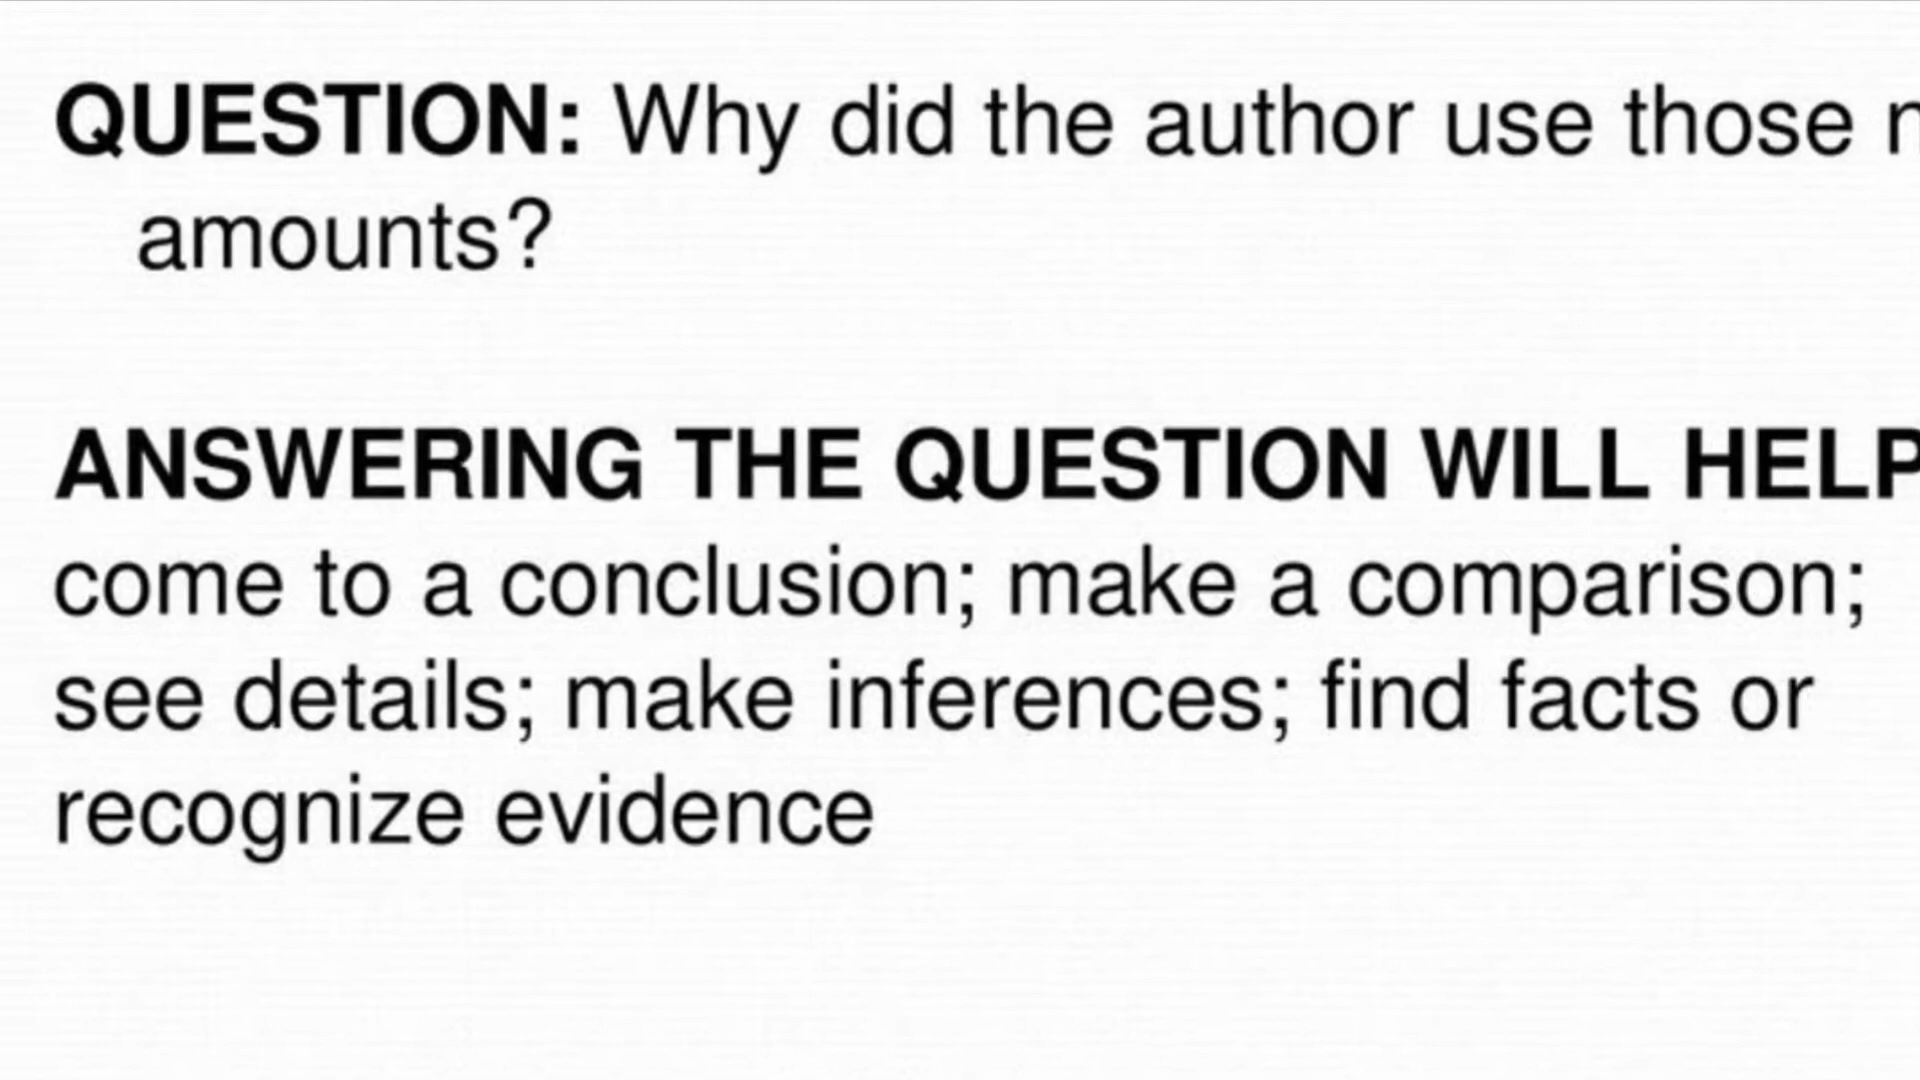 QUESTION: Why did the author use those
amounts?
ANSWERING THE QUESTION WILL HELP
come to a conclusion; make a comparison;
see details; make inferences; find facts or
recognize evidence